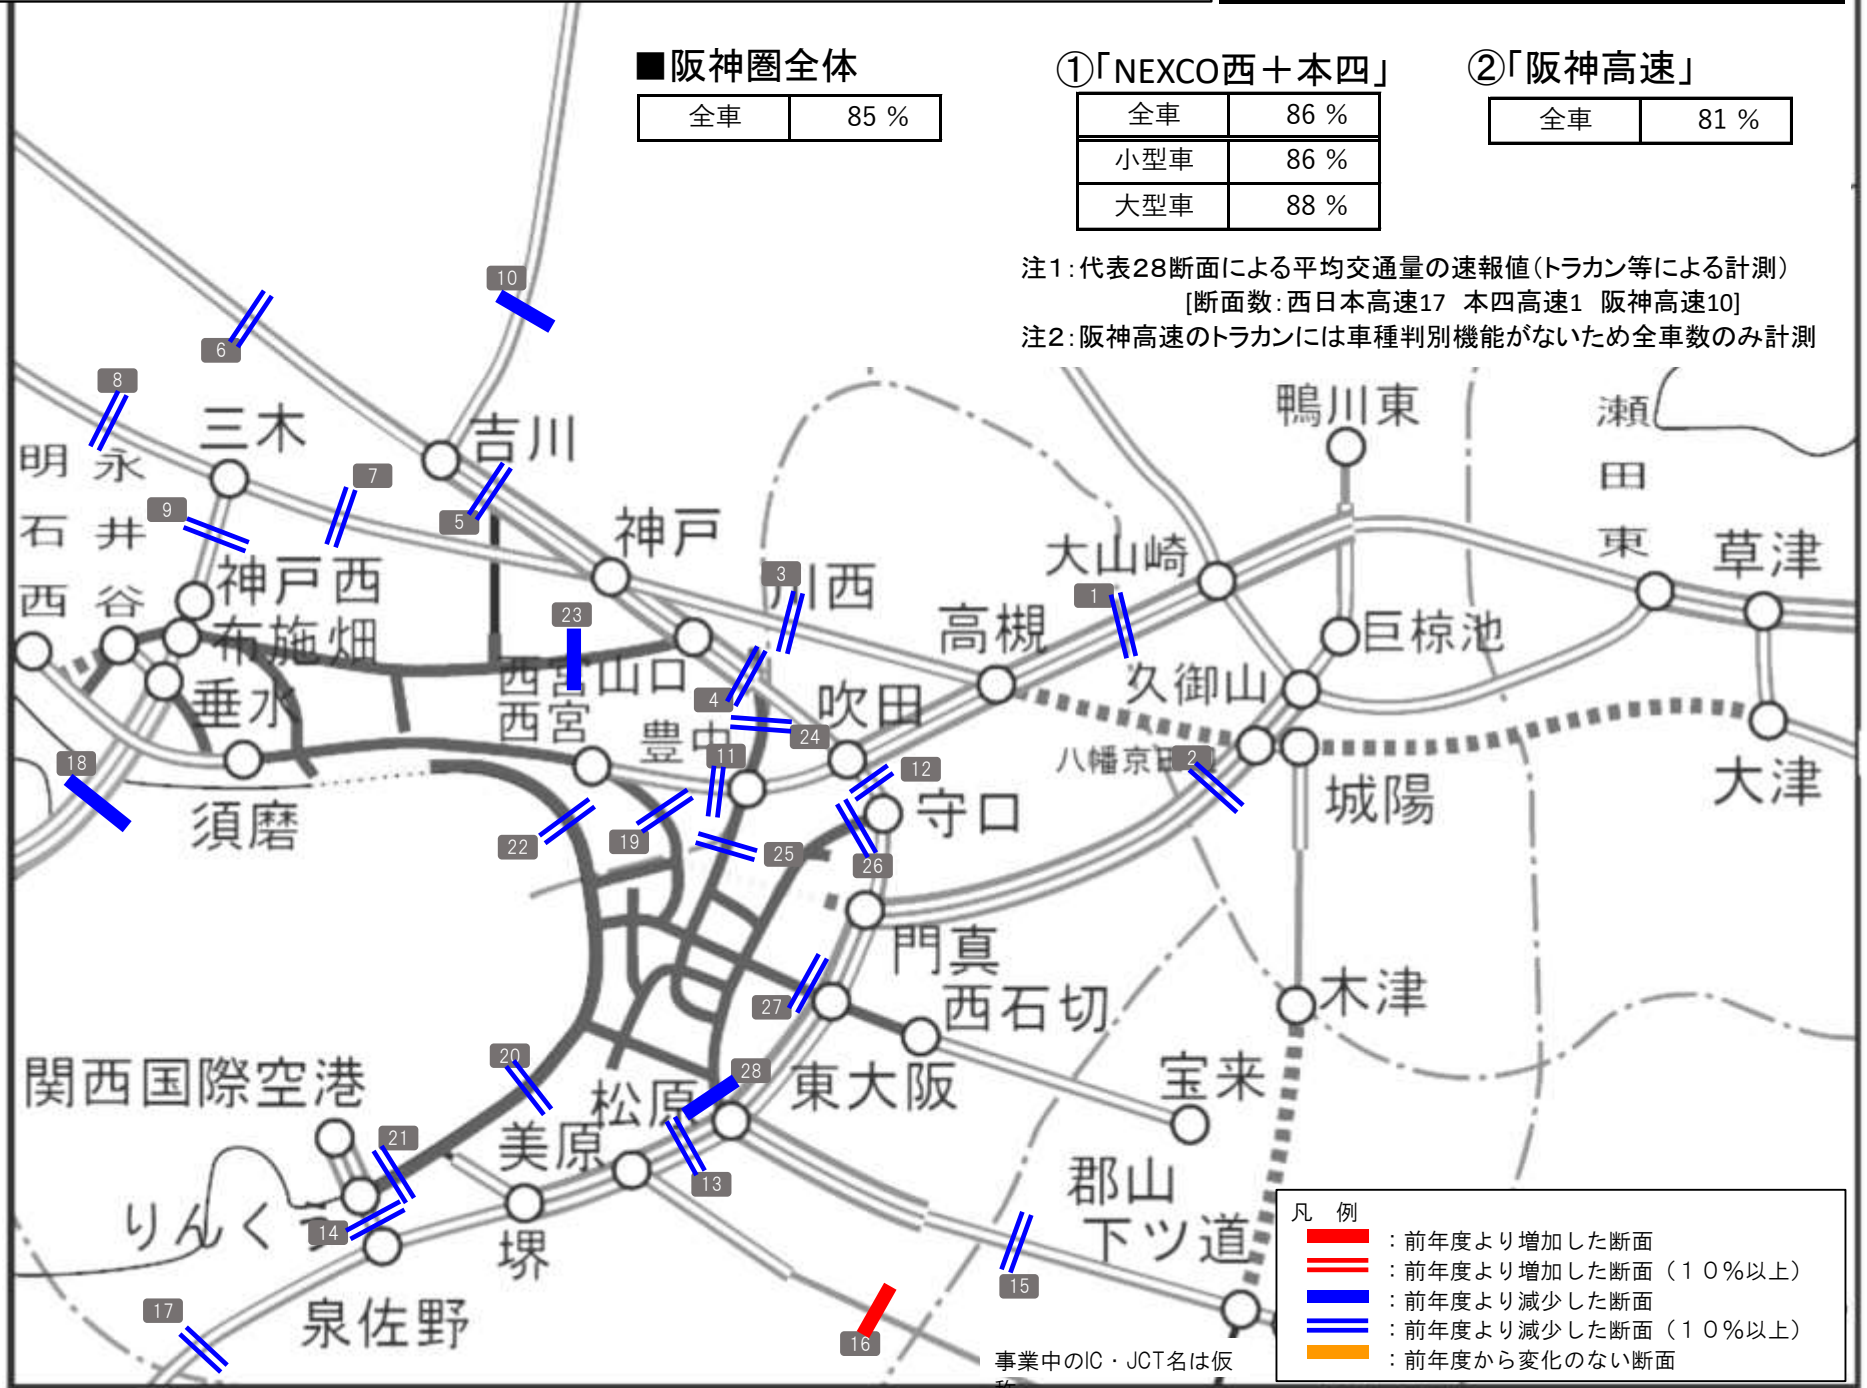 ■阪神圏全体
全車 85 %
①「NEXCO西＋本四」
全車 86 %
小型車 86 %
大型車 88 %
②「阪神高速」
全車 81 %
注１：代表２８断面による平均交通量の速報値（トラカン等による計測）
[断面数：西日本高速17 本四高速1 阪神高速10]
注２：阪神高速のトラカンには車種判別機能がないため全車数のみ計測
10
6
8
三木
吉川
鴨川東
瀬田東
明石西
永井谷
7
9
5
神戸
神戸西
布施畑
大山崎
草津
3
川西
1
高槻
23
巨椋池
西宮山口
久御山
垂水
西宮
4
吹田
豊中
24
18
11
12
八幡京田辺
2
大津
須磨
城陽
守口
22
19
25
26
門真
27
西石切
木津
20
28
関西国際空港
松原
東大阪
宝来
21
美原
13
郡山
下ツ道
りんくう
14
堺
15
17
泉佐野
16
事業中のIC・JCT名は仮
称
凡 例
：前年度より増加した断面
：前年度より増加した断面（１０％以上）
：前年度より減少した断面
：前年度より減少した断面（１０％以上）
：前年度から変化のない断面